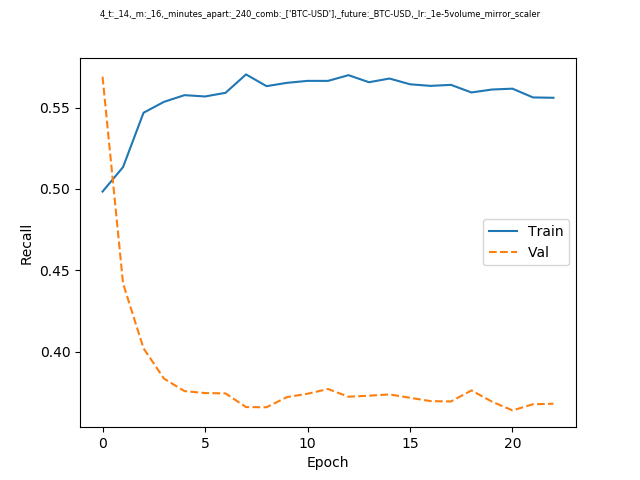 4_t:_14,_m:_16,_minutes_apart:_240_comb:_['BTC-USD'],_future:_BTC-USD,_lr:_1e-5volume_mirror_scaler
0.55
0.50
0.45
0.40
Recall
Train
Val
0
5
10
15
20
Epoch